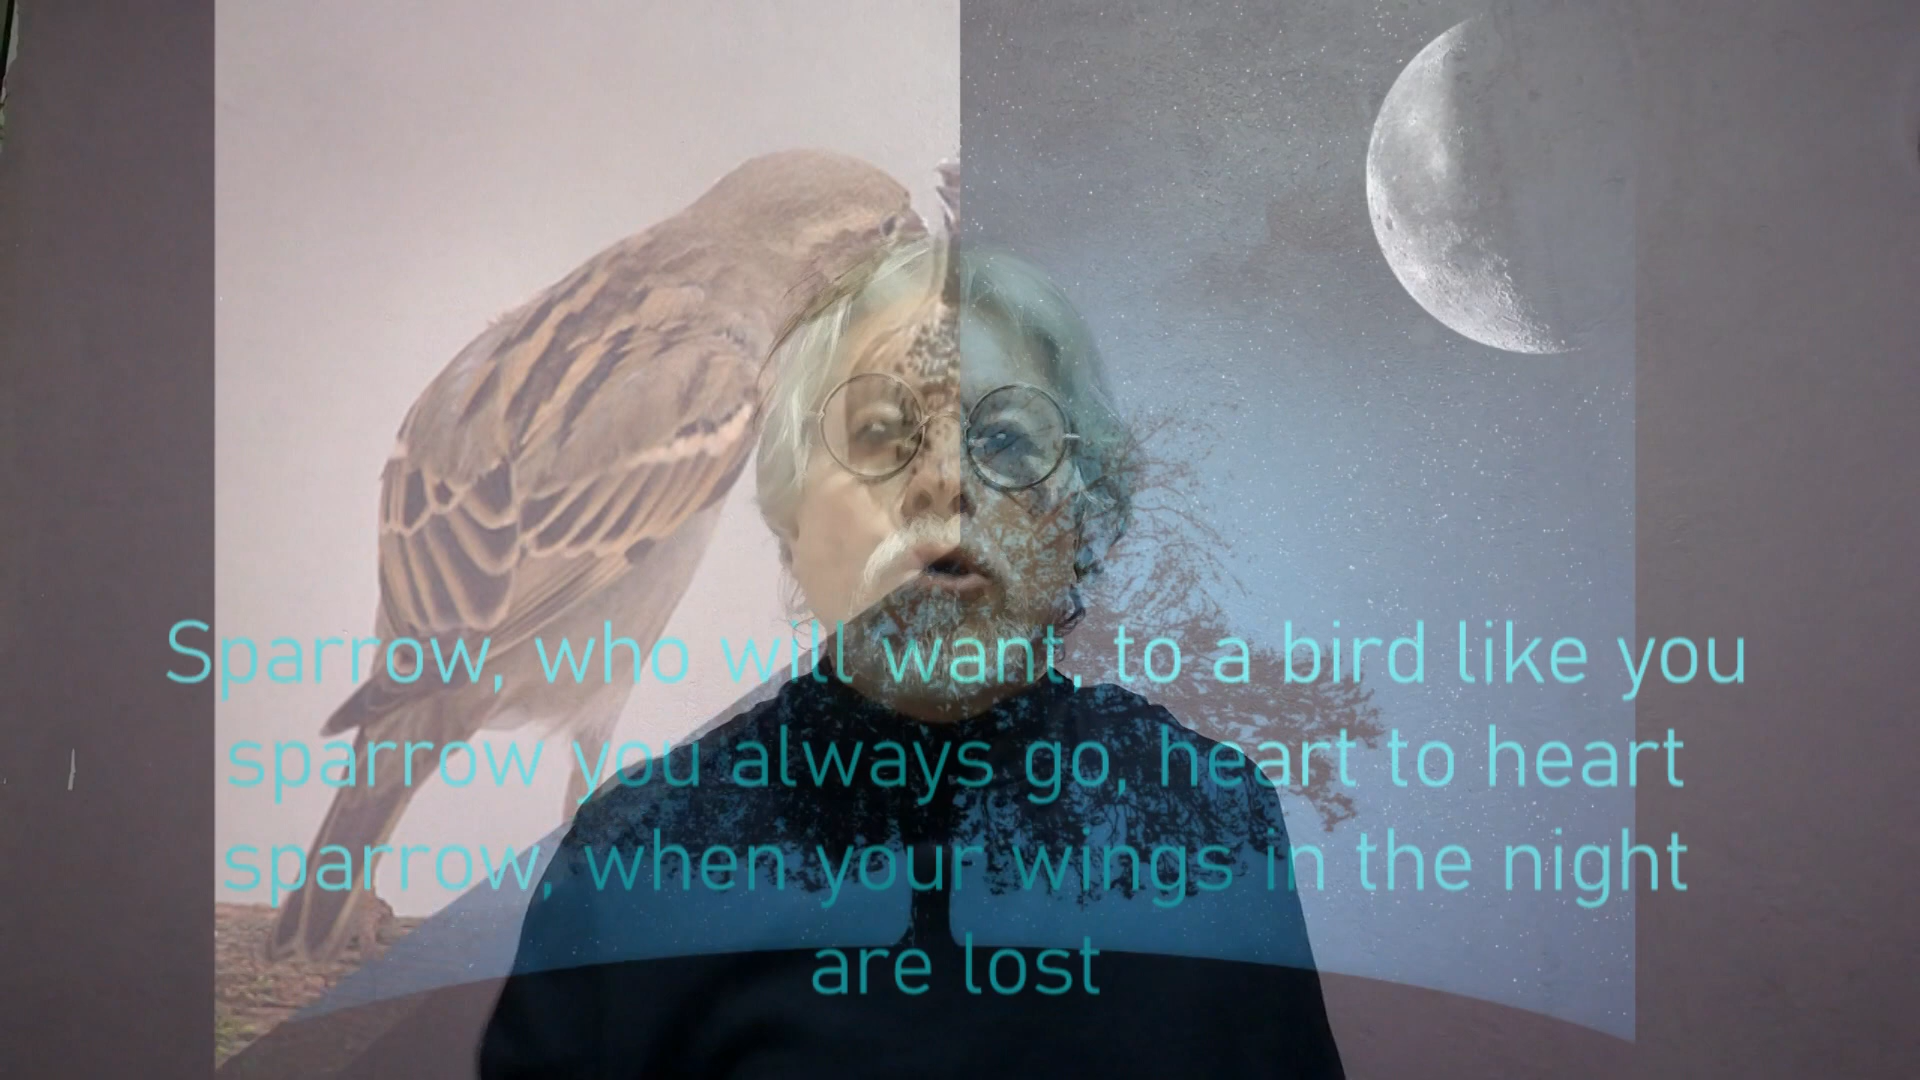 Sparrow, who will want, to a bird like you
sparrow you always go, heart to heart
sparrow, when your wings in the night
are lost